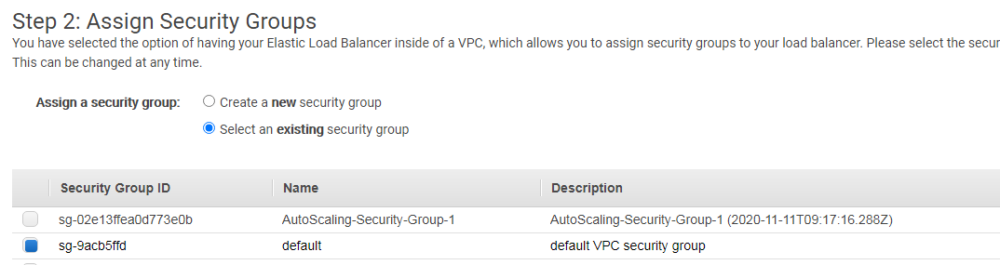 Step 2: Assign Security Groups
You have selected the option of having your Elastic Load Balancer inside of a VPC, which allows you to assign security groups to your load balancer. Please select the secur
This can be changed at any time.
Assign a security group: Create a new security group
Select an existing security group
Security Group ID Name Description
sg-02e13ffea0d773e0b AutoScaling-Security-Group-1 AutoScaling-Security-Group-1 (2020-11-11T09:17:16.288Z)
sg-9acb5ffd default default VPC security group